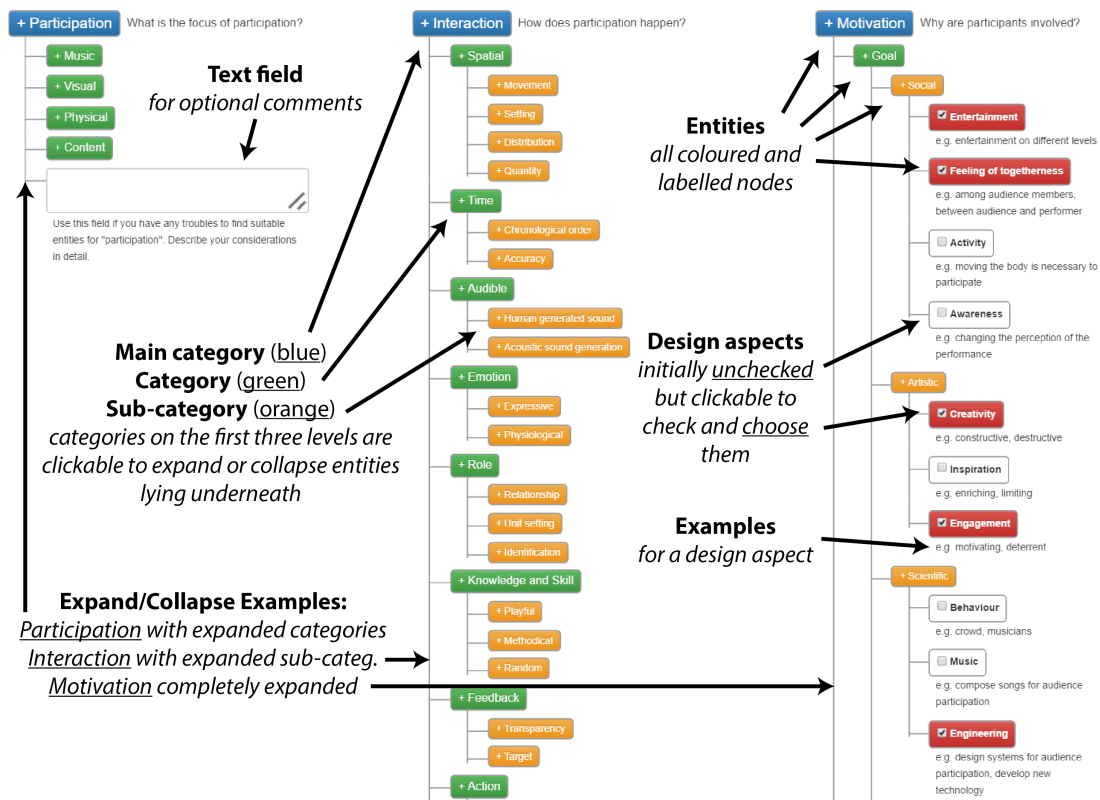 + Participation What is the focus of participation?
+ Music
+ Visual
+ Physical
+ Content
Use this field if you have any troubles to find suitable
entities for "participation". Describe your considerations
in detail.
Text field
for optional comments
Main category (blue)
Category (green)
Sub-category (orange)
categories on the first three levels are
clickable to expand or collapse entities
lying underneath
Expand/Collapse Examples:
Participation with expanded categories
Interaction with expanded sub-categ.
Motivation completely expanded
+ Interaction How does participation happen?
+ Spatial
+ Movement
+ Setting
+ Distribution
+ Quantity
+ Time
+ Chronological order
+ Accuracy
+ Audible
+ Human generated sound
+ Acoustic sound generation
+ Emotion
+ Expressive
+ Physiological
+ Role
+ Relationship
+ Unit setting
+ Identification
+ Knowledge and Skill
+ Playful
+ Methodical
+ Random
+ Feedback
+ Transparency
+ Target
+ Action
Entities
all coloured and
labelled nodes
Design aspects
initially unchecked
but clickable to
check and choose
them
Examples
for a design aspect
+ Motivation Why are participants involved?
+ Goal
+ Social
Entertainment
e.g. entertainment on different levels
Feeling of togetherness
e.g. among audience members,
between audience and performer
Activity
e.g. moving the body is necessary to
participate
Awareness
e.g. changing the perception of the
performance
+ Artistic
Creativity
e.g. constructive, destructive
Inspiration
e.g. enriching, limiting
Engagement
e.g. motivating, deterrent
+ Scientific
Behaviour
e.g. crowd, musicians
Music
e.g. compose songs for audience
participation
Engineering
e.g. design systems for audience
participation, develop new
technology